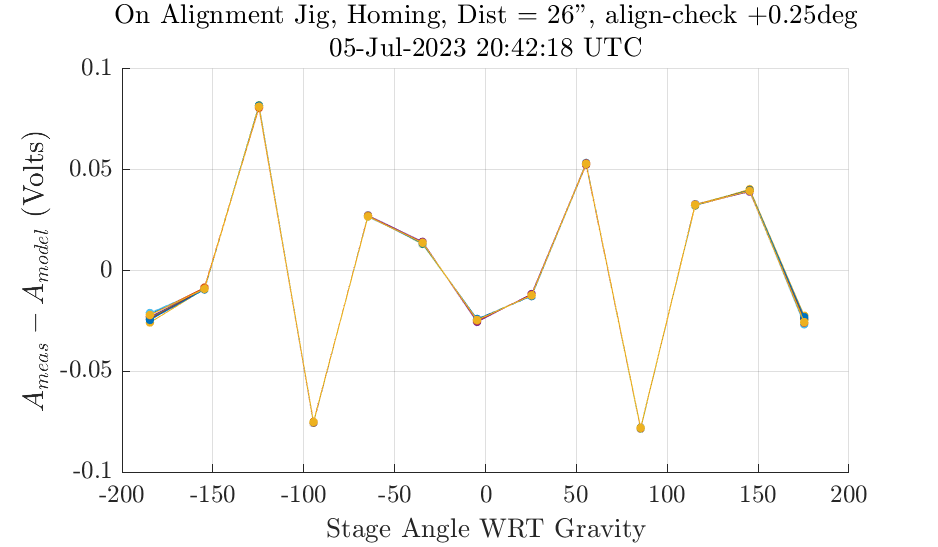 On Alignment Jig, Homing, Dist = 26”, align-check +0.25deg
05-Jul-2023 20:42:18 UTC
0.1
0.05
0
-0.05
-0.1
A_meas − A_model (Volts)
-200 -150 -100 -50 0 50 100 150 200
Stage Angle WRT Gravity